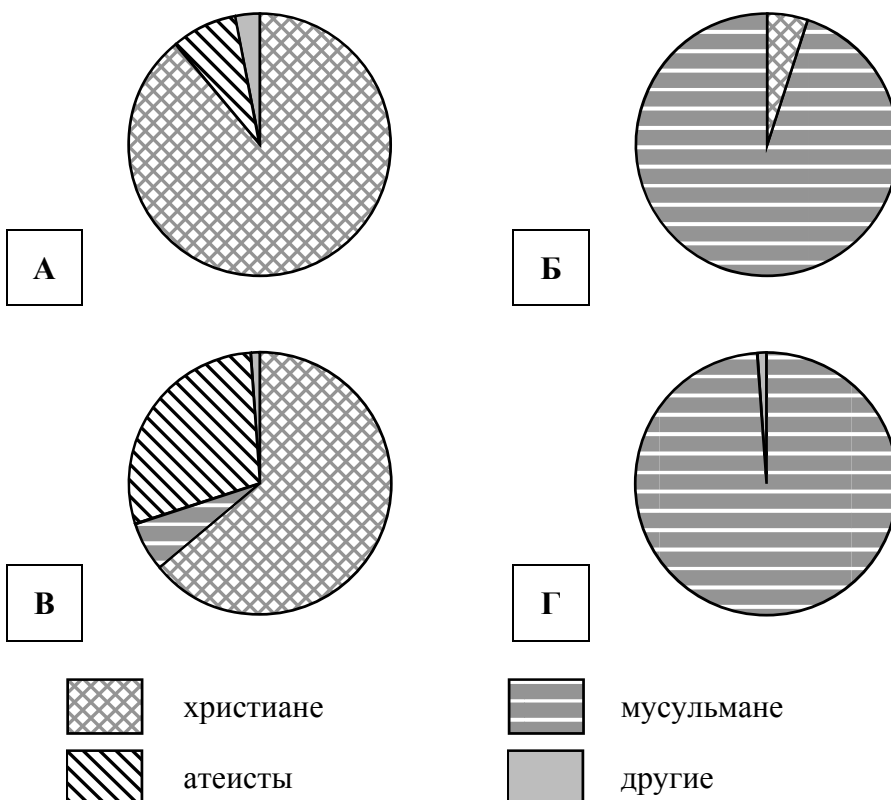 А
Б
В
Г
христиане
мусульмане
атеисты
другие